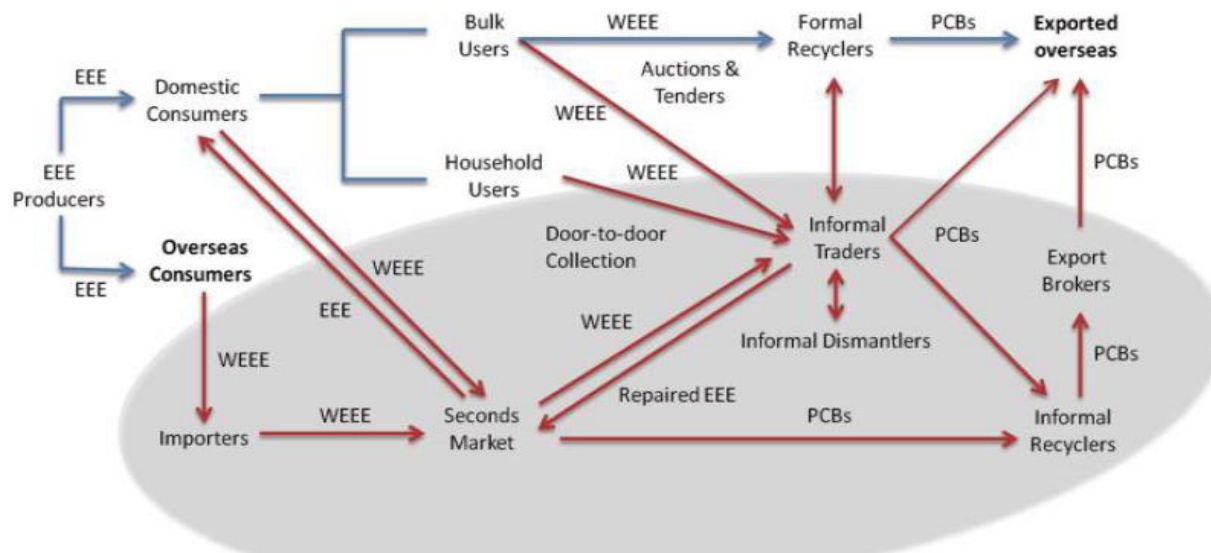 Bulk
Users
WEEE
Formal
Recyclers
PCBs
Exported
overseas
EEE
Domestic
Consumers
Auctions &
Tenders
WEEE
EEE
Producers
Household
Users
WEEE
PCBs
Overseas
Consumers
EEE
Door-to-door
Collection
Informal
Traders
PCBs
Export
Brokers
WEEE
EEE
WEEE
Informal Dismantlers
WEEE
PCBs
Repaired EEE
Importers
WEEE
Seconds
Market
PCBs
Informal
Recyclers